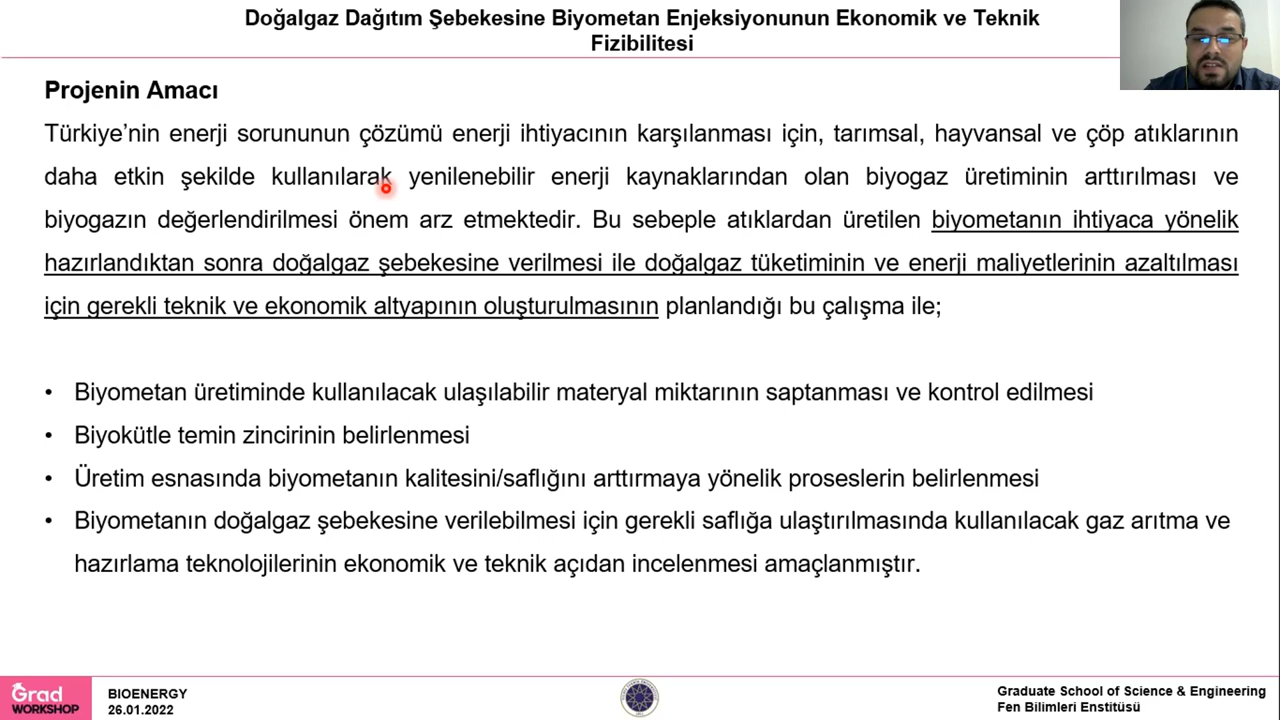 Doğalgaz Dağıtım Şebekesine Biyometan Enjeksiyonunun Ekonomik ve Teknik
Fizibilitesi
Projenin Amacı
Türkiye’nin enerji sorununun çözümü enerji ihtiyacının karşılanması için, tarımsal, hayvansal ve çöp atıklarının
daha etkin şekilde kullanılarak yenilenebilir enerji kaynaklarından olan biyogaz üretiminin arttırılması ve
biyogazın değerlendirilmesi önem arz etmektedir. Bu sebeple atıklardan üretilen biyometanın ihtiyaca yönelik
hazırlandıktan sonra doğalgaz şebekesine verilmesi ile doğalgaz tüketiminin ve enerji maliyetlerinin azaltılması
için gerekli teknik ve ekonomik altyapının oluşturulmasının planlandığı bu çalışma ile;
• Biyometan üretiminde kullanılacak ulaşılabilir materyal miktarının saptanması ve kontrol edilmesi
• Biyokütle temin zincirinin belirlenmesi
• Üretim esnasında biyometanın kalitesini/saflığını arttırmaya yönelik proseslerin belirlenmesi
• Biyometanın doğalgaz şebekesine verilebilmesi için gerekli saflığa ulaştırılmasında kullanılacak gaz arıtma ve
hazırlama teknolojilerinin ekonomik ve teknik açıdan incelenmesi amaçlanmıştır.
Grad
WORKSHOP
BIOENERGY
26.01.2022
Graduate School of Science & Engineering
Fen Bilimleri Enstitüsü